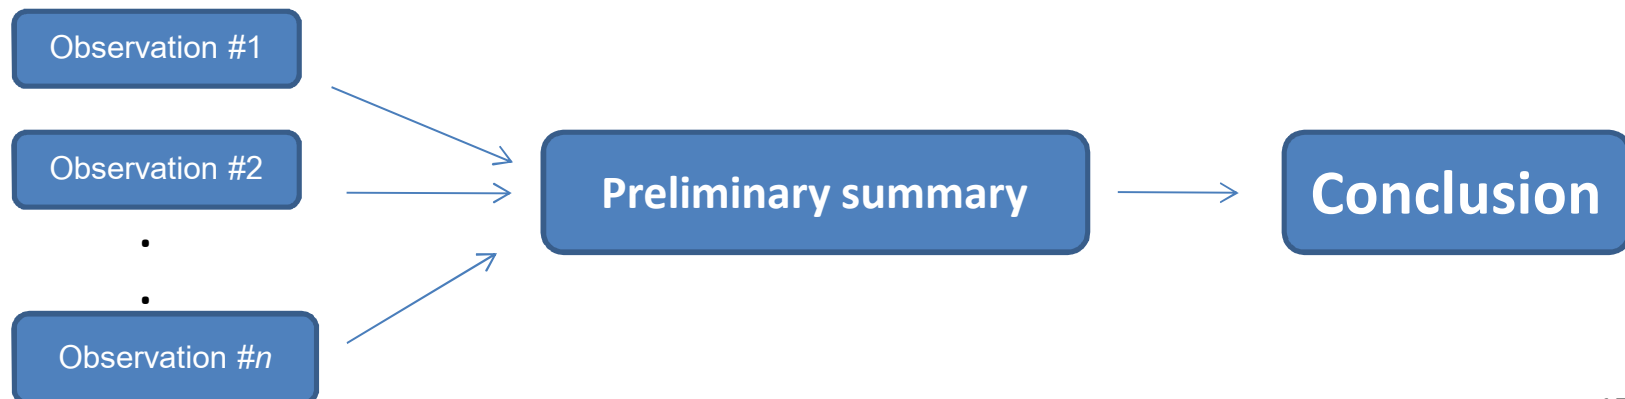 Observation #1
Observation #2
.
.
Observation #n
Preliminary summary
Conclusion